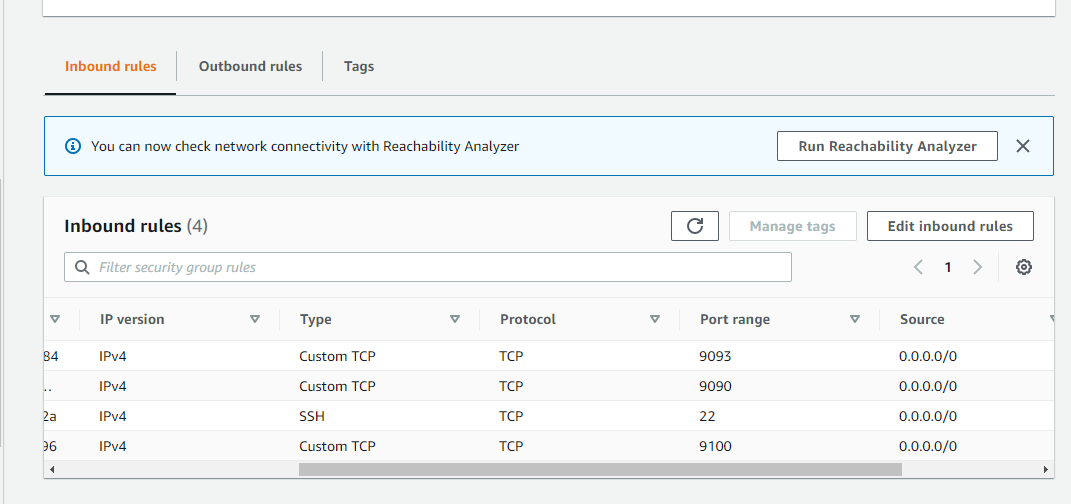 Inbound rules Outbound rules Tags
You can now check network connectivity with Reachability Analyzer Run Reachability Analyzer
Inbound rules (4) Manage tags Edit inbound rules
Filter security group rules 1
IP version Type Protocol Port range Source
84 IPv4 Custom TCP TCP 9093 0.0.0.0/0
.. IPv4 Custom TCP TCP 9090 0.0.0.0/0
2a IPv4 SSH TCP 22 0.0.0.0/0
96 IPv4 Custom TCP TCP 9100 0.0.0.0/0